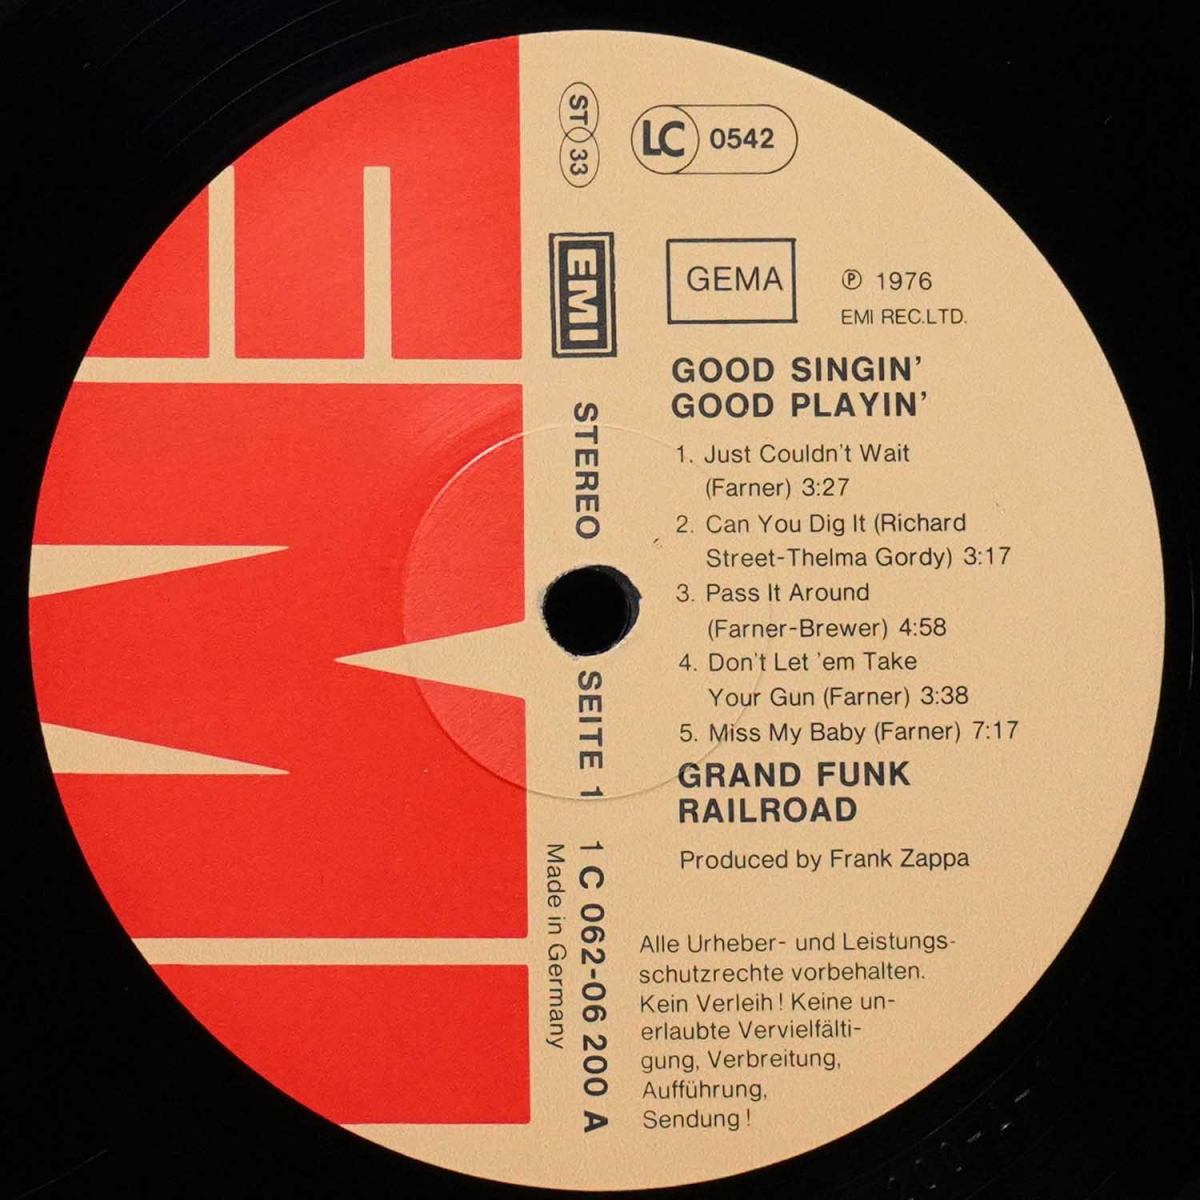 ST 33
LC 0542
EMI
GEMA
℗ 1976
EMI REC.LTD.
GOOD SINGIN'
GOOD PLAYIN'
1. Just Couldn't Wait
(Farner) 3:27
2. Can You Dig It (Richard
Street-Thelma Gordy) 3:17
3. Pass It Around
(Farner-Brewer) 4:58
4. Don't Let 'em Take
Your Gun (Farner) 3:38
5. Miss My Baby (Farner) 7:17
GRAND FUNK
RAILROAD
Produced by Frank Zappa
STEREO
SEITE 1
1 C 062-06 200 A
Made in Germany
Alle Urheber- und Leistungs-
schutzrechte vorbehalten.
Kein Verleih! Keine un-
erlaubte Vervielfälti-
gung, Verbreitung,
Aufführung,
Sendung!
EMI